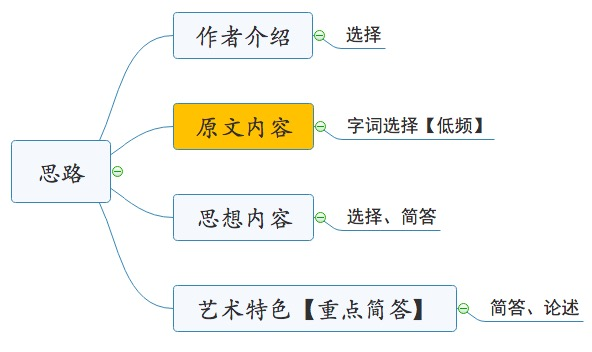 思路
作者介绍
选择
原文内容
字词选择【低频】
思想内容
选择、简答
艺术特色【重点简答】
简答、论述